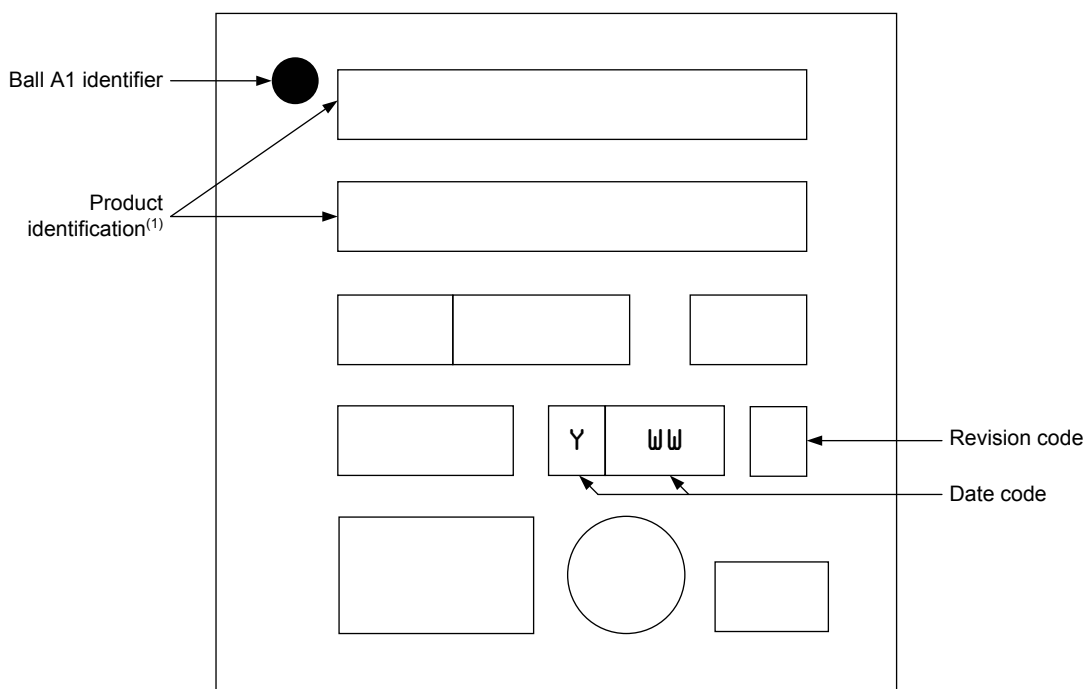 Ball A1 identifier
Product
identification(1)
Y WW
Revision code
Date code